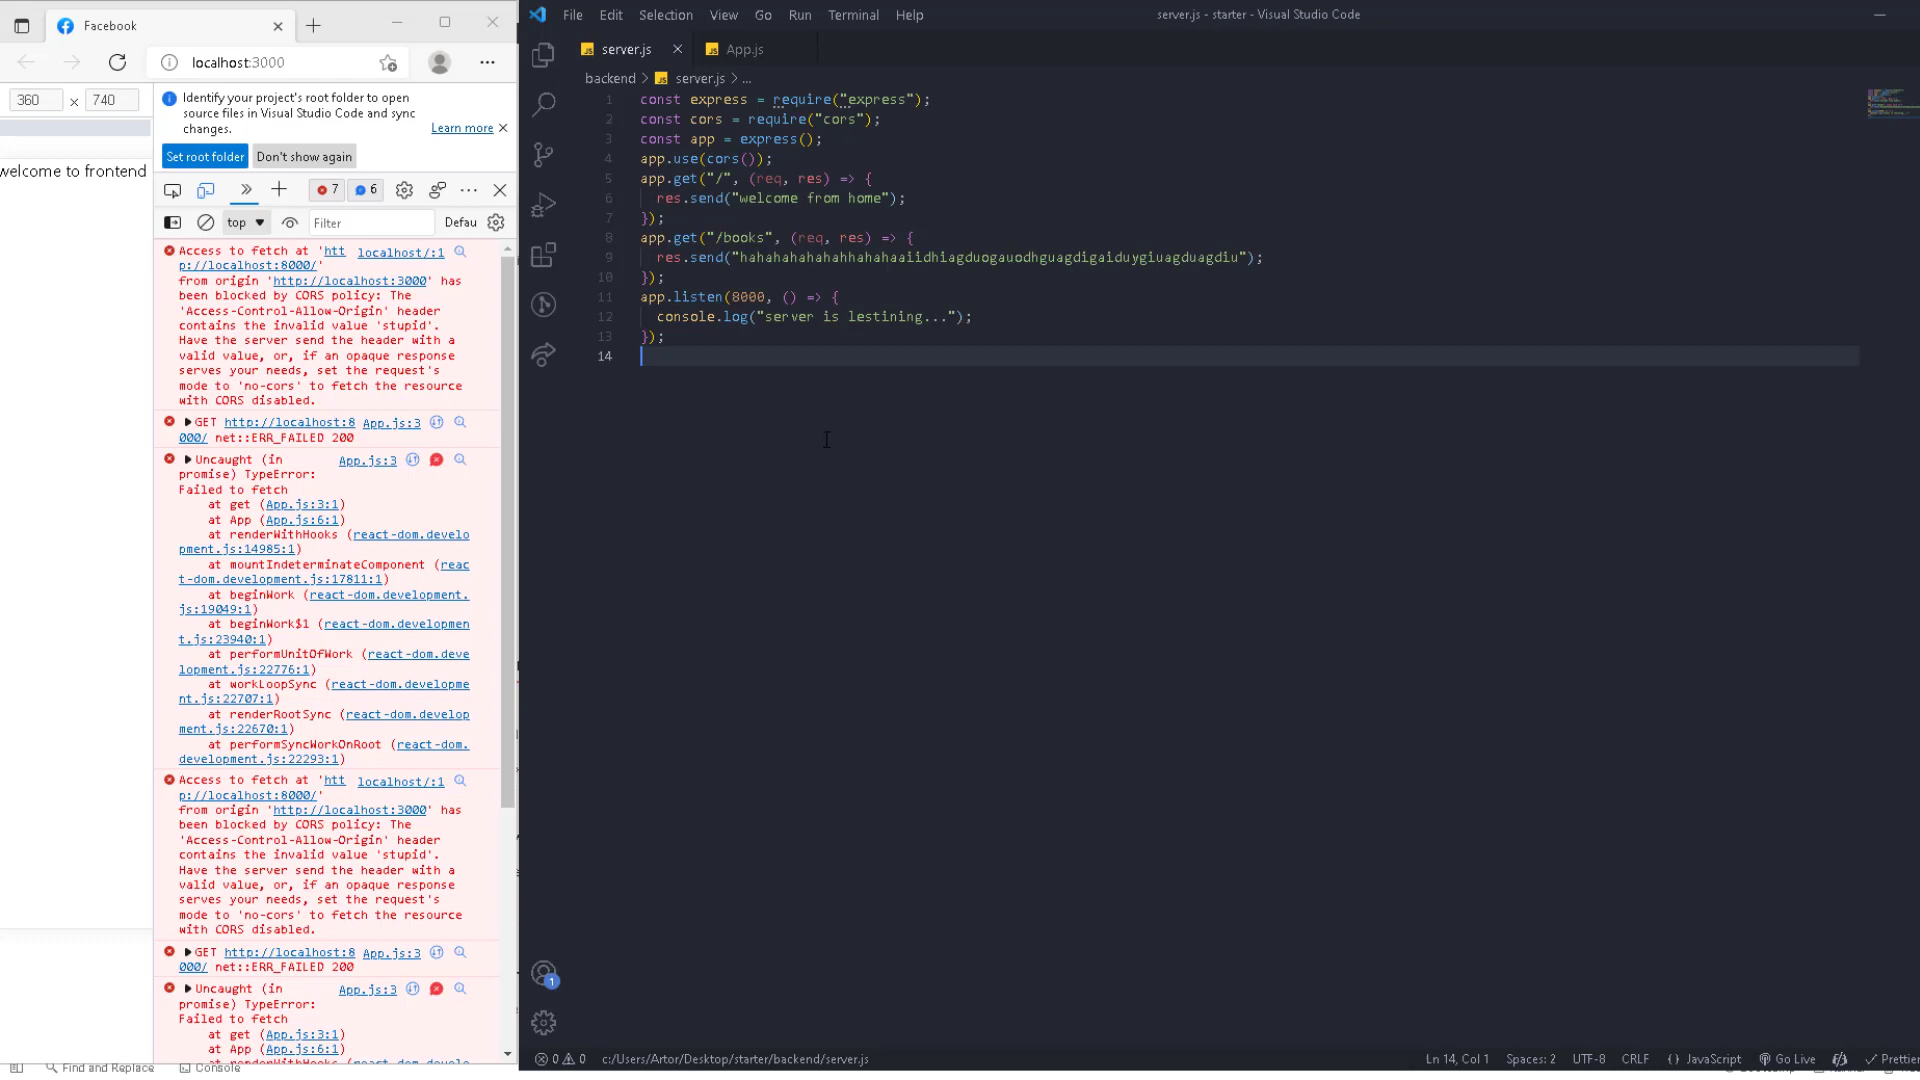 Facebook
localhost:3000
360 × 740
Identify your project's root folder to open
source files in Visual Studio Code and sync
changes.
Learn more
Set root folder
Don't show again
welcome to frontend
7
6
top
Filter
Defau
Access to fetch at 'htt localhost/:1
p://localhost:8000/'
from origin 'http://localhost:3000' has
been blocked by CORS policy: The
'Access-Control-Allow-Origin' header
contains the invalid value 'stupid'.
Have the server send the header with a
valid value, or, if an opaque response
serves your needs, set the request's
mode to 'no-cors' to fetch the resource
with CORS disabled.
GET http://localhost:8 App.js:3
000/ net::ERR_FAILED 200
Uncaught (in App.js:3
promise) TypeError:
Failed to fetch
at get (App.js:3:1)
at App (App.js:6:1)
at renderWithHooks (react-dom.develo
pment.js:14985:1)
at mountIndeterminateComponent (reac
t-dom.development.js:17811:1)
at beginWork (react-dom.development.
js:19049:1)
at beginWork$1 (react-dom.developmen
t.js:23940:1)
at performUnitOfWork (react-dom.deve
lopment.js:22776:1)
at workLoopSync (react-dom.developme
nt.js:22707:1)
at renderRootSync (react-dom.develop
ment.js:22670:1)
at performSyncWorkOnRoot (react-dom.
development.js:22293:1)
Access to fetch at 'htt localhost/:1
p://localhost:8000/'
from origin 'http://localhost:3000' has
been blocked by CORS policy: The
'Access-Control-Allow-Origin' header
contains the invalid value 'stupid'.
Have the server send the header with a
valid value, or, if an opaque response
serves your needs, set the request's
mode to 'no-cors' to fetch the resource
with CORS disabled.
GET http://localhost:8 App.js:3
000/ net::ERR_FAILED 200
Uncaught (in App.js:3
promise) TypeError:
Failed to fetch
at get (App.js:3:1)
at App (App.js:6:1)
at renderWithHooks (react-dom.develo
Find and Replace
Console
File Edit Selection View Go Run Terminal Help
server.js - starter - Visual Studio Code
JS server.js
JS App.js
backend > JS server.js > ...
1 const express = require("express");
2 const cors = require("cors");
3 const app = express();
4 app.use(cors());
5 app.get("/", (req, res) => {
6 res.send("welcome from home");
7 });
8 app.get("/books", (req, res) => {
9 res.send("hahahahahahahhahahaaiidhiagduogauodhguagdigaiduygiuagduagdiu");
10 });
11 app.listen(8000, () => {
12 console.log("server is lestining...");
13 });
14
1
0 0 c:/Users/Artor/Desktop/starter/backend/server.js
Ln 14, Col 1 Spaces: 2 UTF-8 CRLF {} JavaScript Go Live Prettier